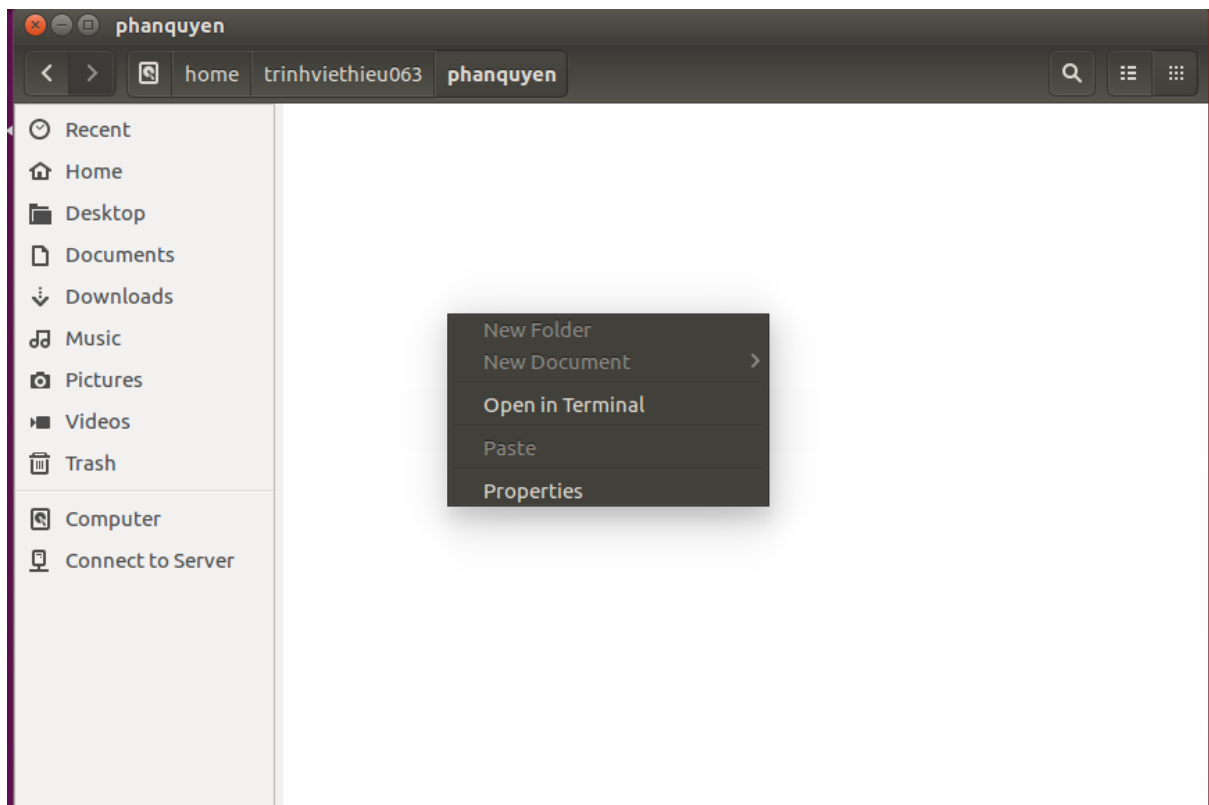 phanquyen
home trinhviethieu063 phanquyen
Recent
Home
Desktop
Documents
Downloads
Music
Pictures
Videos
Trash
Computer
Connect to Server
New Folder
New Document
Open in Terminal
Paste
Properties